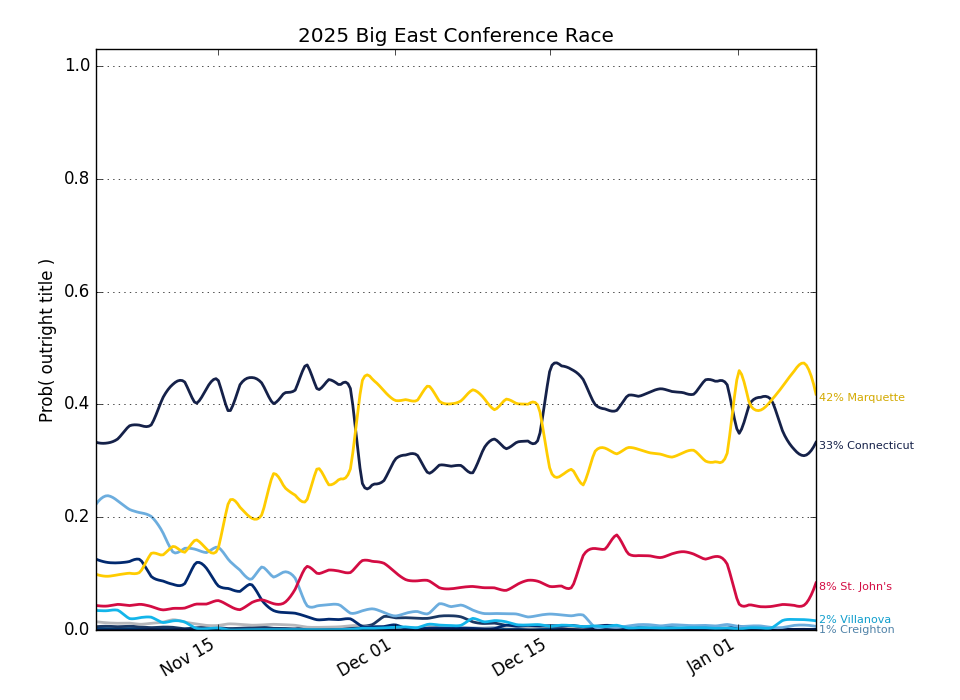 2025 Big East Conference Race
Prob( outright title )
1.0
0.8
0.6
0.4
0.2
0.0
Nov 15
Dec 01
Dec 15
Jan 01
42% Marquette
33% Connecticut
8% St. John's
2% Villanova
1% Creighton